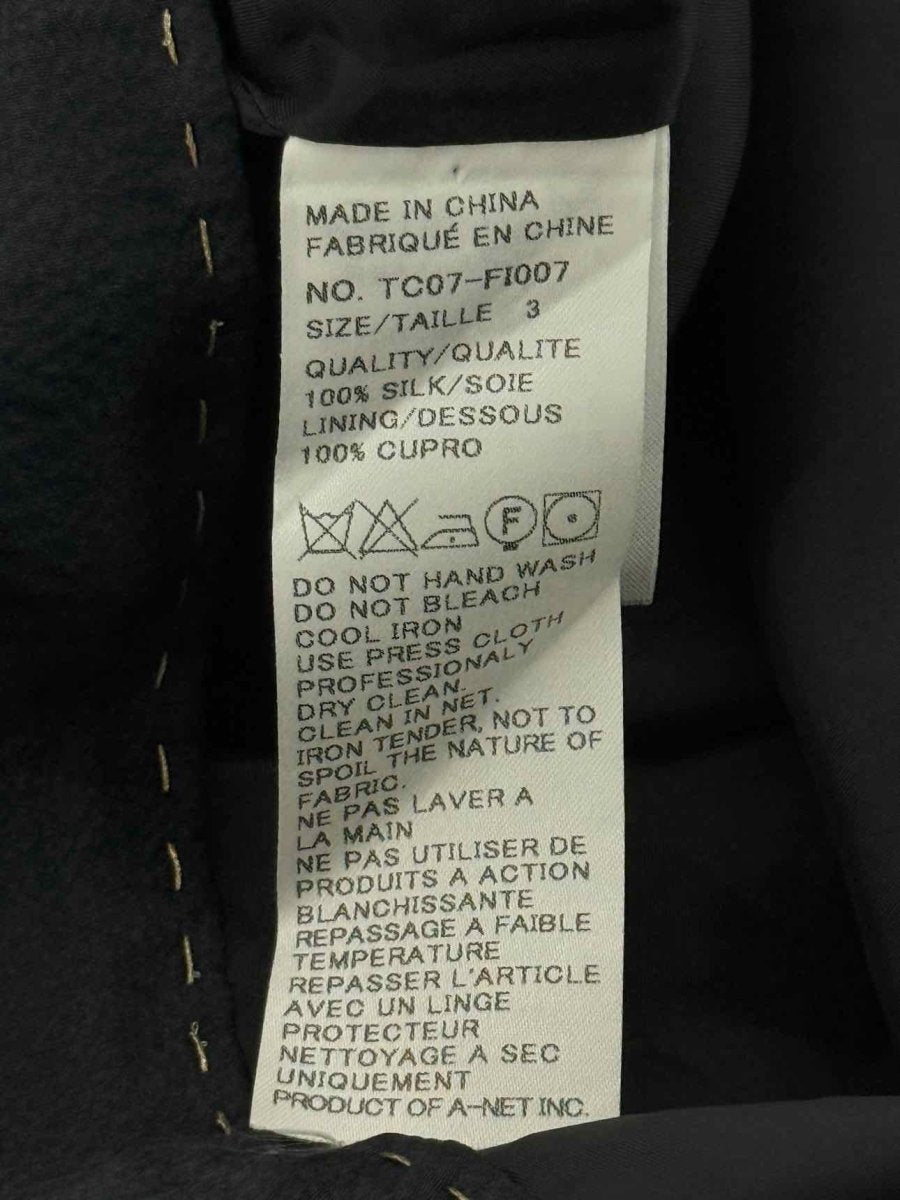 MADE IN CHINA
FABRIQUÉ EN CHINE
NO. TC07-FI007
SIZE/TAILLE 3
QUALITY/QUALITE
100% SILK/SOIE
LINING/DESSOUS
100% CUPRO
F
DO NOT HAND WASH
DO NOT BLEACH
COOL IRON
USE PRESS CLOTH
PROFESSIONALY
DRY CLEAN.
CLEAN IN NET.
IRON TENDER, NOT TO
SPOIL THE NATURE OF
FABRIC.
NE PAS LAVER A
LA MAIN
NE PAS UTILISER DE
PRODUITS A ACTION
BLANCHISSANTE
REPASSAGE A FAIBLE
TEMPERATURE
REPASSER L'ARTICLE
AVEC UN LINGE
PROTECTEUR
NETTOYAGE A SEC
UNIQUEMENT
PRODUCT OF A-NET INC.